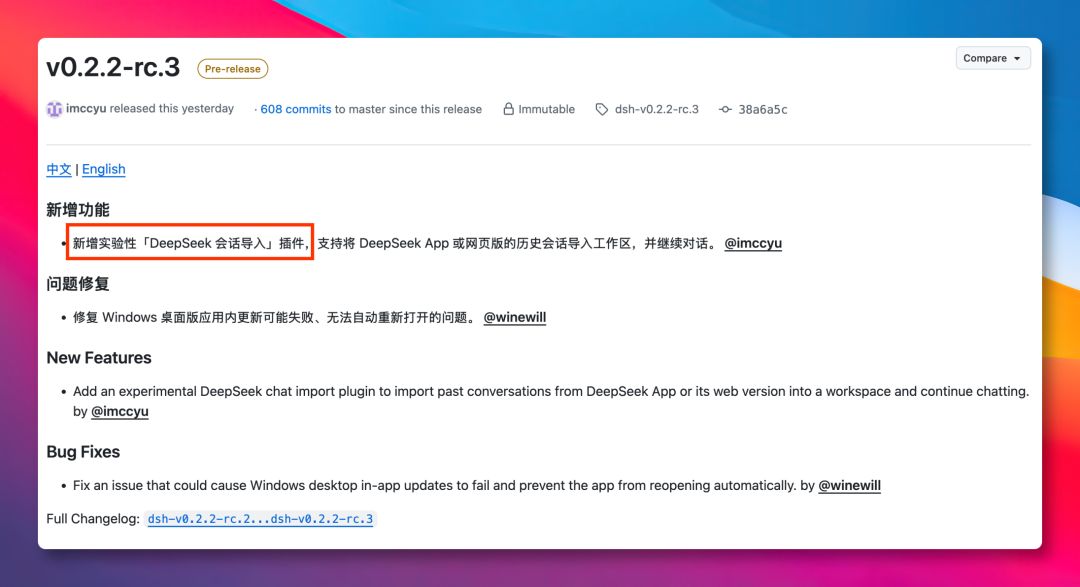 v0.2.2-rc.3 Pre-release Compare
imccyu released this yesterday · 608 commits to master since this release Immutable dsh-v0.2.2-rc.3 38a6a5c
中文 | English
新增功能
• 新增实验性「DeepSeek 会话导入」插件，支持将 DeepSeek App 或网页版的历史会话导入工作区，并继续对话。 @imccyu
问题修复
• 修复 Windows 桌面版应用内更新可能失败、无法自动重新打开的问题。 @winewill
New Features
• Add an experimental DeepSeek chat import plugin to import past conversations from DeepSeek App or its web version into a workspace and continue chatting.
by @imccyu
Bug Fixes
• Fix an issue that could cause Windows desktop in-app updates to fail and prevent the app from reopening automatically. by @winewill
Full Changelog: dsh-v0.2.2-rc.2...dsh-v0.2.2-rc.3